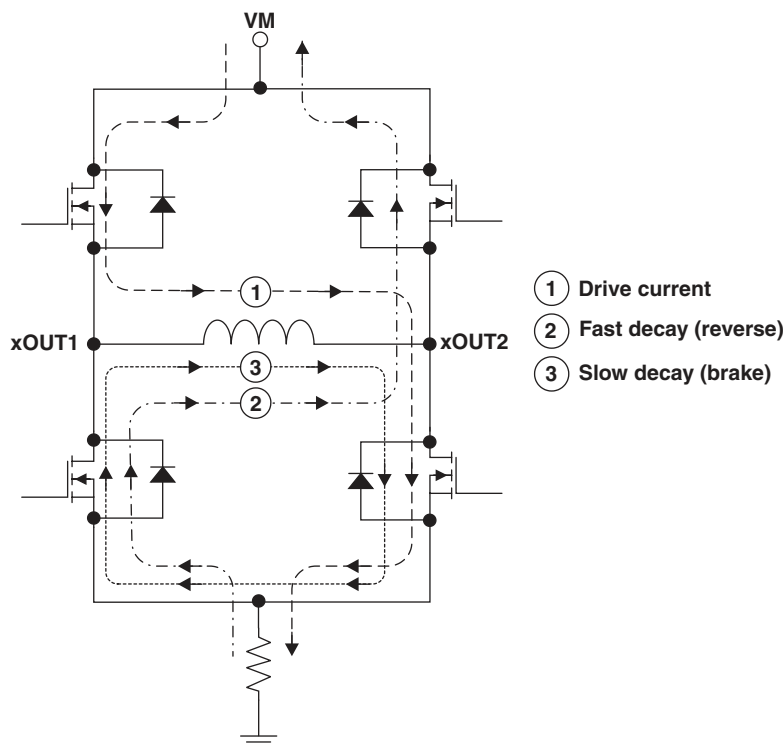 VM
1
xOUT1
xOUT2
3
2
1 Drive current
2 Fast decay (reverse)
3 Slow decay (brake)